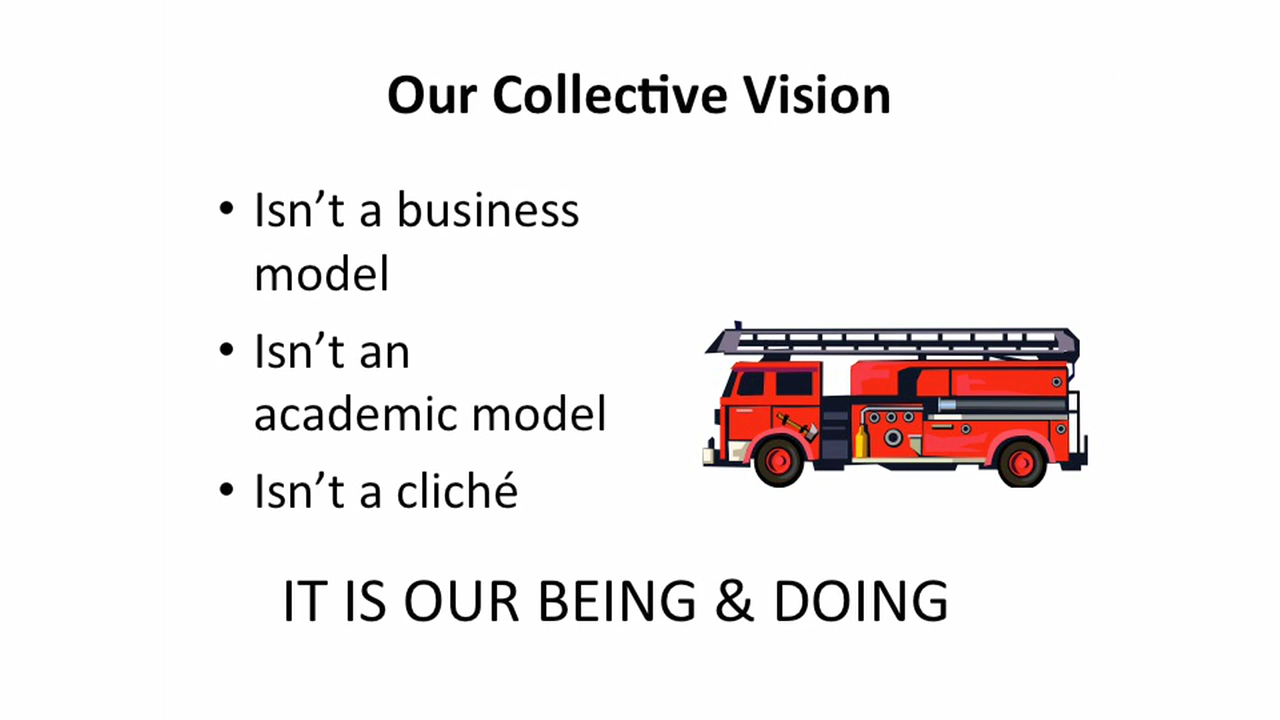 Our Collective Vision
• Isn’t a business
model
• Isn’t an
academic model
• Isn’t a cliché
IT IS OUR BEING & DOING